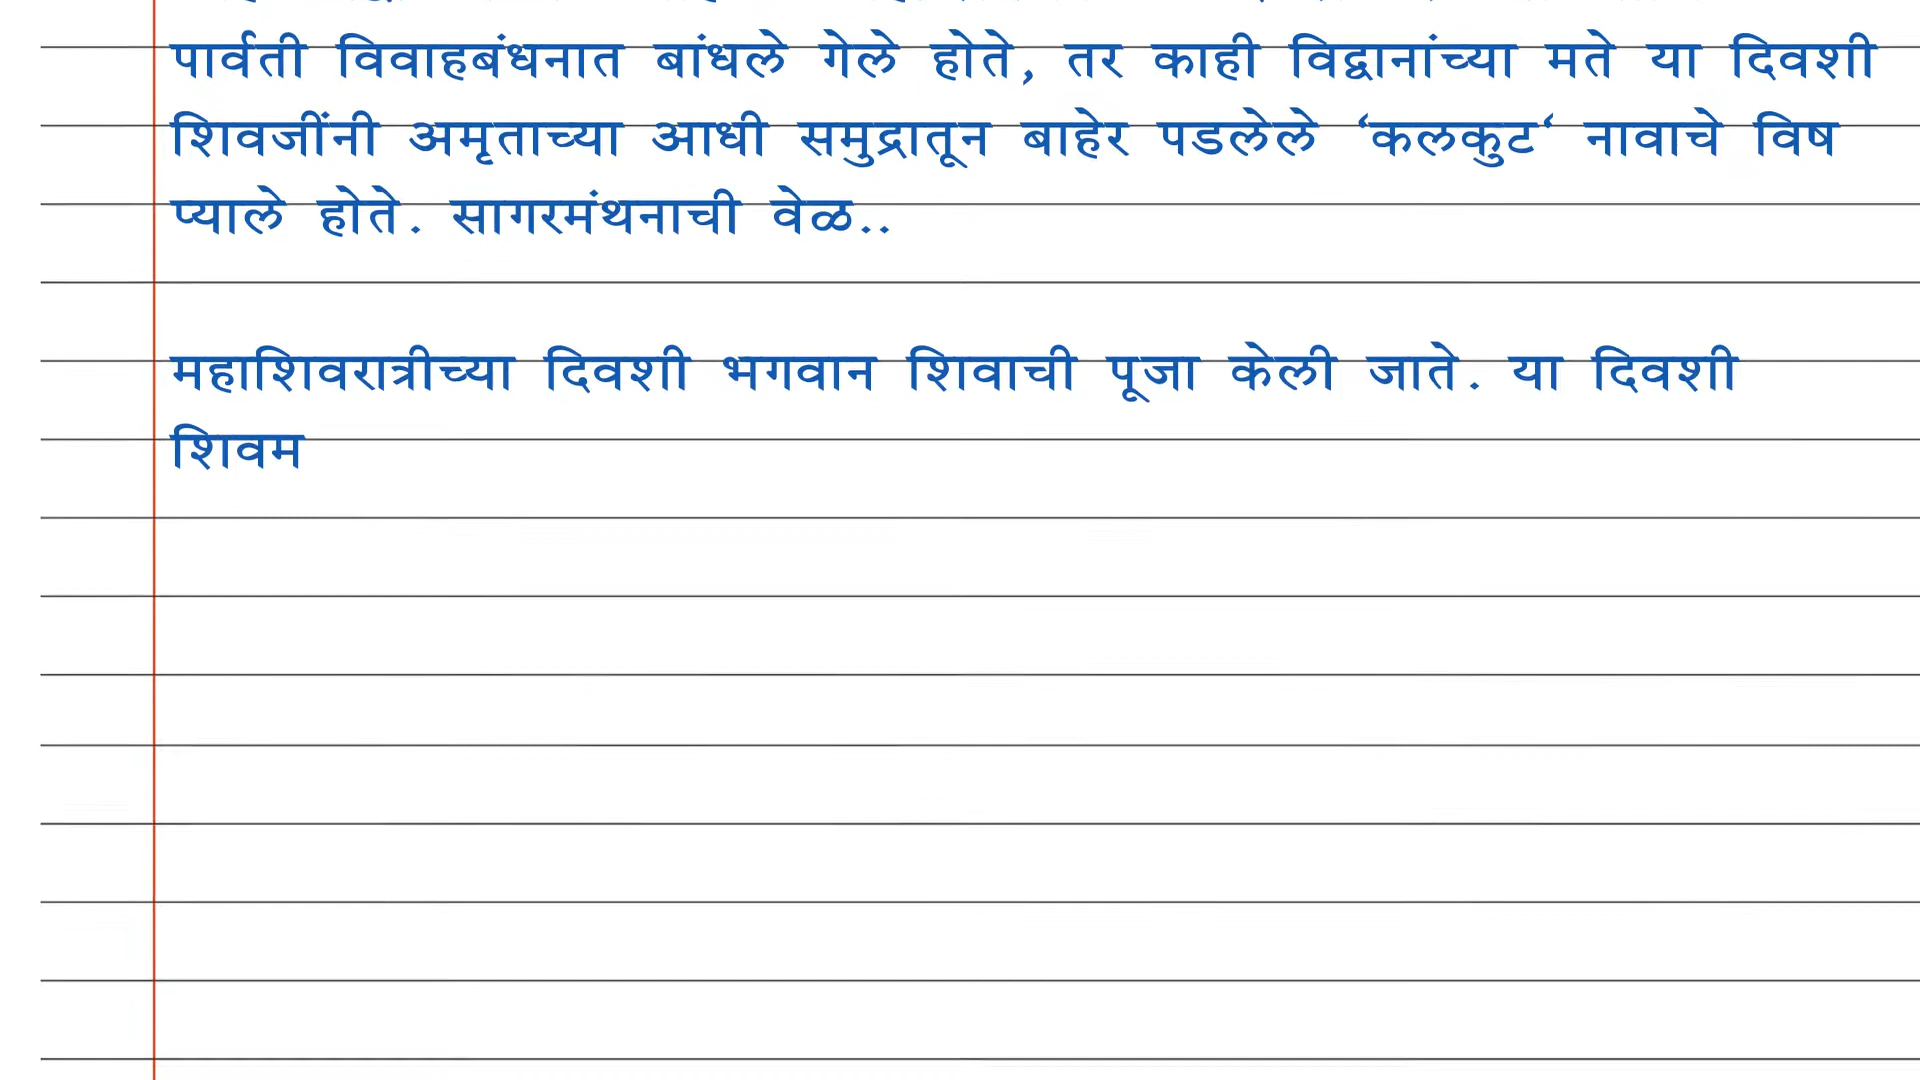 पार्वती विवाहबंधनात बांधले गेले होते, तर काही विद्वानांच्या मते या दिवशी
शिवजींनी अमृताच्या आधी समुद्रातून बाहेर पडलेले ‘कलकुट‘ नावाचे विष
प्याले होते. सागरमंथनाची वेळ..
महाशिवरात्रीच्या दिवशी भगवान शिवाची पूजा केली जाते. या दिवशी
शिवम